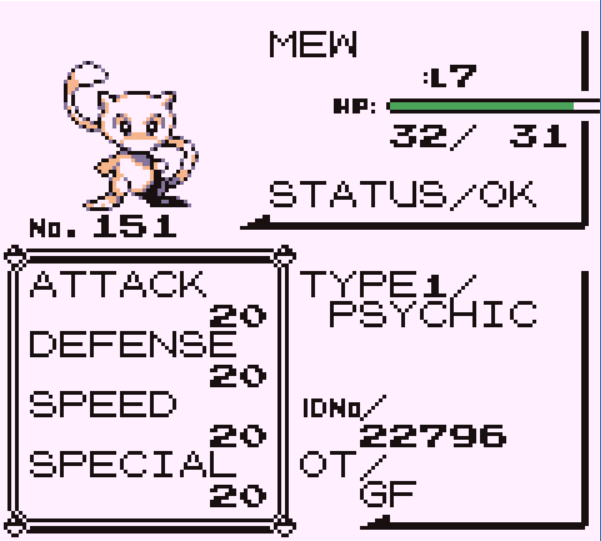 MEW
:L7
HP:
32/ 31
STATUS/OK
No. 151
ATTACK
20
DEFENSE
20
SPEED
20
SPECIAL
20
TYPE1/
PSYCHIC
IDNo/
22796
OT/
GF